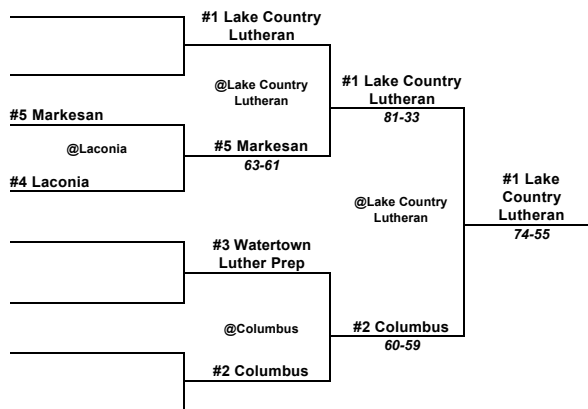 #1 Lake Country
Lutheran
@Lake Country
Lutheran
#1 Lake Country
Lutheran
81-33
#5 Markesan
@Laconia
#5 Markesan
63-61
#4 Laconia
#1 Lake
Country
Lutheran
74-55
@Lake Country
Lutheran
#3 Watertown
Luther Prep
@Columbus
#2 Columbus
60-59
#2 Columbus